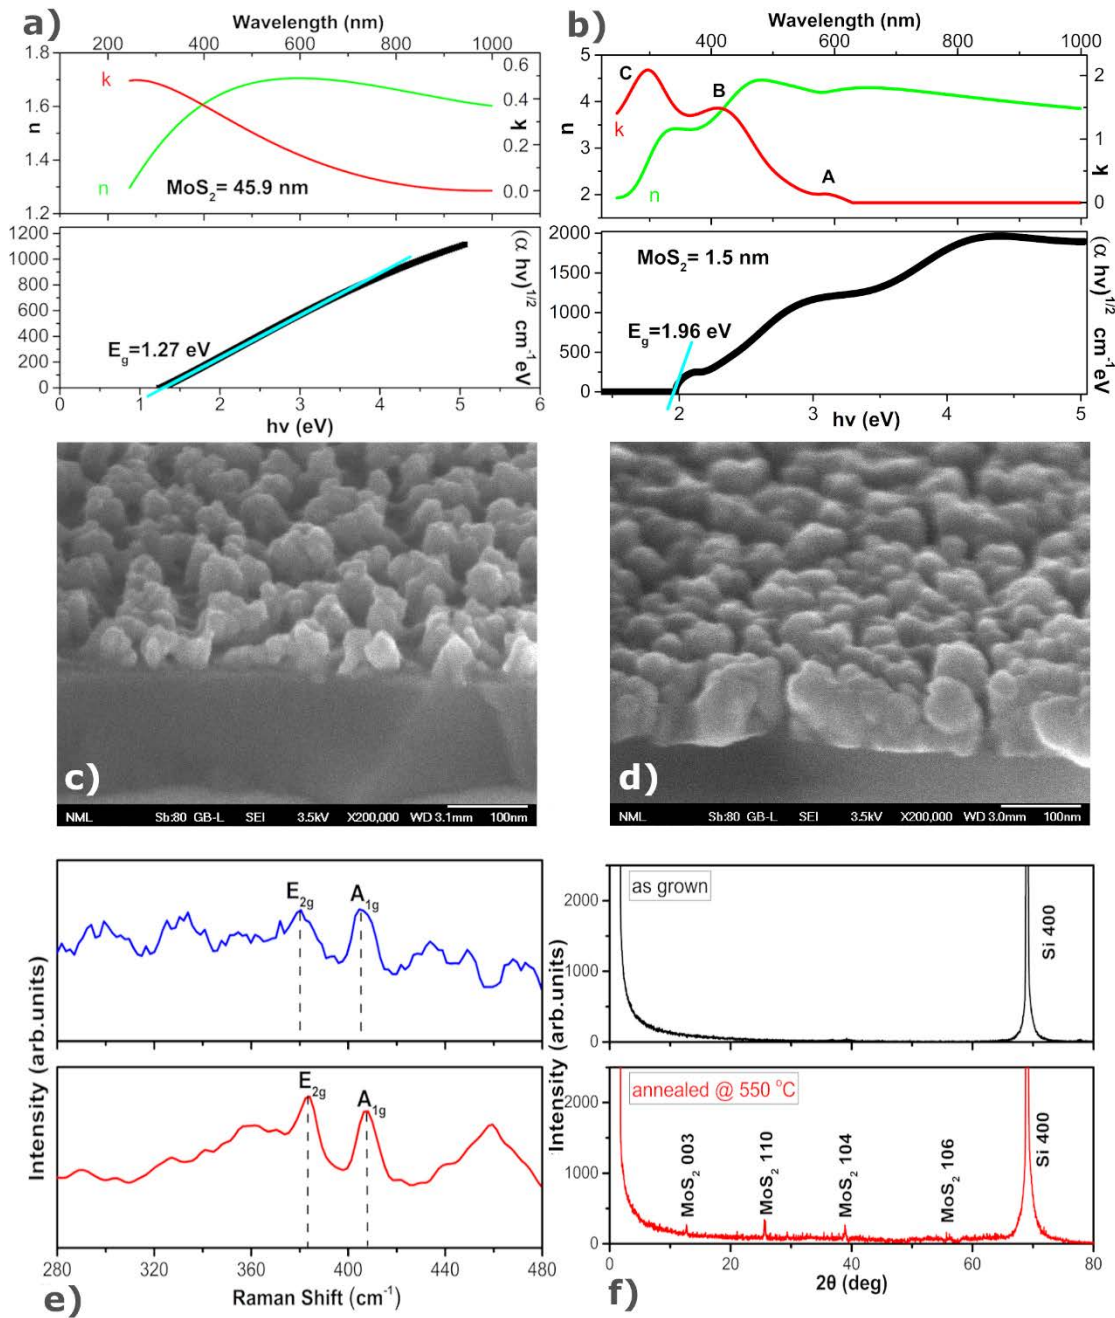 a)
Wavelength (nm)
200 400 600 800 1000
1.8
1.6
1.4
1.2
n
k
n
MoS2= 45.9 nm
0.6
0.4
0.2
0.0
k
1200
1000
800
600
400
200
0
Eg=1.27 eV
(α hν)1/2 cm-1eV
0 1 2 3 4 5 6
hν (eV)
b)
Wavelength (nm)
400 600 800 1000
5
4
3
2
n
C
B
A
k
n
2
1
0
k
MoS2= 1.5 nm
Eg=1.96 eV
2000
1500
1000
500
0
(α hν)1/2 cm-1eV
2 3 4 5
hν (eV)
c)
NML Sb:80 GB-L SEI 3.5kV X200,000 WD 3.1mm 100nm
d)
NML Sb:80 GB-L SEI 3.5kV X200,000 WD 3.0mm 100nm
E2g
A1g
E2g
A1g
Intensity (arb.units)
280 320 360 400 440 480
Raman Shift (cm-1)
e)
as grown
2000
1000
0
Si 400
annealed @ 550 °C
2000
1000
0
MoS2 003
MoS2 110
MoS2 104
MoS2 106
Si 400
Intensity (arb.units)
0 20 40 60 80
2θ (deg)
f)